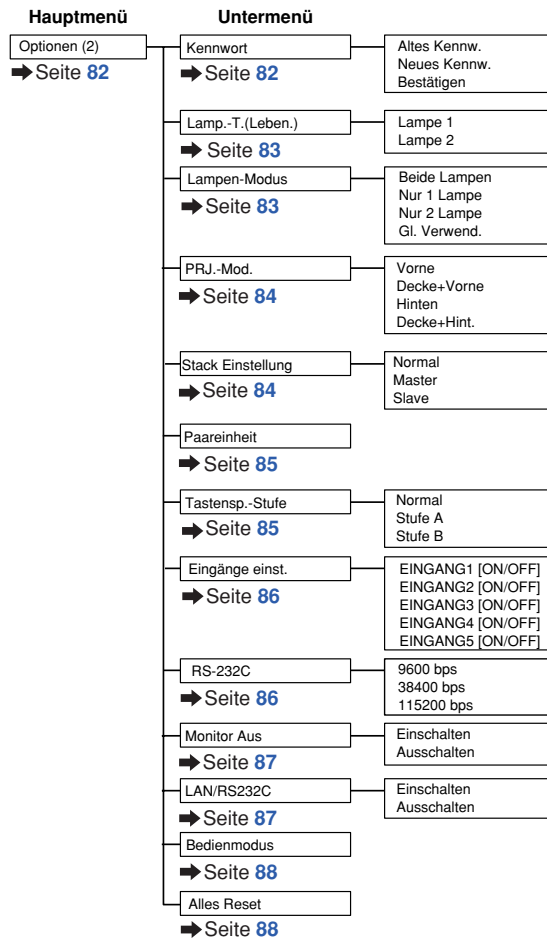 Hauptmenü Untermenü
Optionen (2)
Seite 82
Kennwort
Seite 82
Altes Kennw.
Neues Kennw.
Bestätigen
Lamp.-T.(Leben.)
Seite 83
Lampe 1
Lampe 2
Lampen-Modus
Seite 83
Beide Lampen
Nur 1 Lampe
Nur 2 Lampe
Gl. Verwend.
PRJ.-Mod.
Seite 84
Vorne
Decke+Vorne
Hinten
Decke+Hint.
Stack Einstellung
Seite 84
Normal
Master
Slave
Paareinheit
Seite 85
Tastensp.-Stufe
Seite 85
Normal
Stufe A
Stufe B
Eingänge einst.
Seite 86
EINGANG1 [ON/OFF]
EINGANG2 [ON/OFF]
EINGANG3 [ON/OFF]
EINGANG4 [ON/OFF]
EINGANG5 [ON/OFF]
RS-232C
Seite 86
9600 bps
38400 bps
115200 bps
Monitor Aus
Seite 87
Einschalten
Ausschalten
LAN/RS232C
Seite 87
Einschalten
Ausschalten
Bedienmodus
Seite 88
Alles Reset
Seite 88